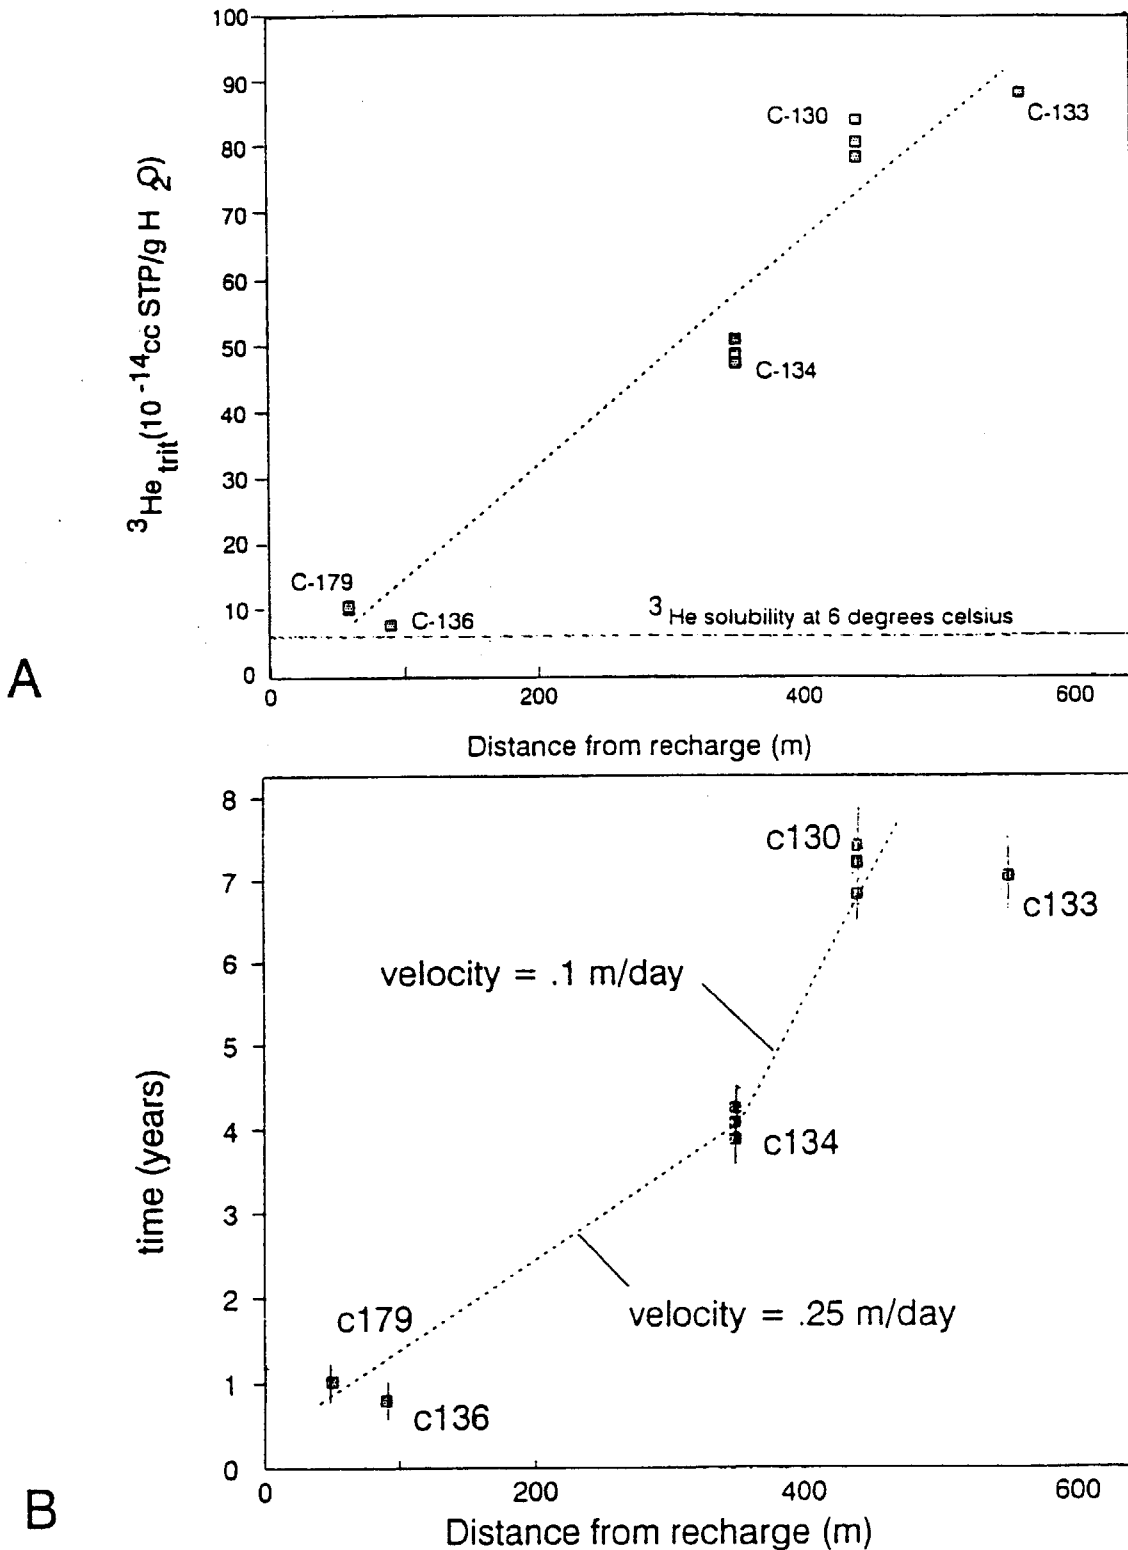 100
90
80
70
60
50
40
30
20
10
0
³He trit (10 -14 cc STP/g H 2O)
C-130
C-133
C-134
C-179
C-136
3 He solubility at 6 degrees celsius
A
0
200
400
600
Distance from recharge (m)
8
7
6
5
4
3
2
1
0
time (years)
c130
c133
velocity = .1 m/day
c134
velocity = .25 m/day
c179
c136
B
0
200
400
600
Distance from recharge (m)